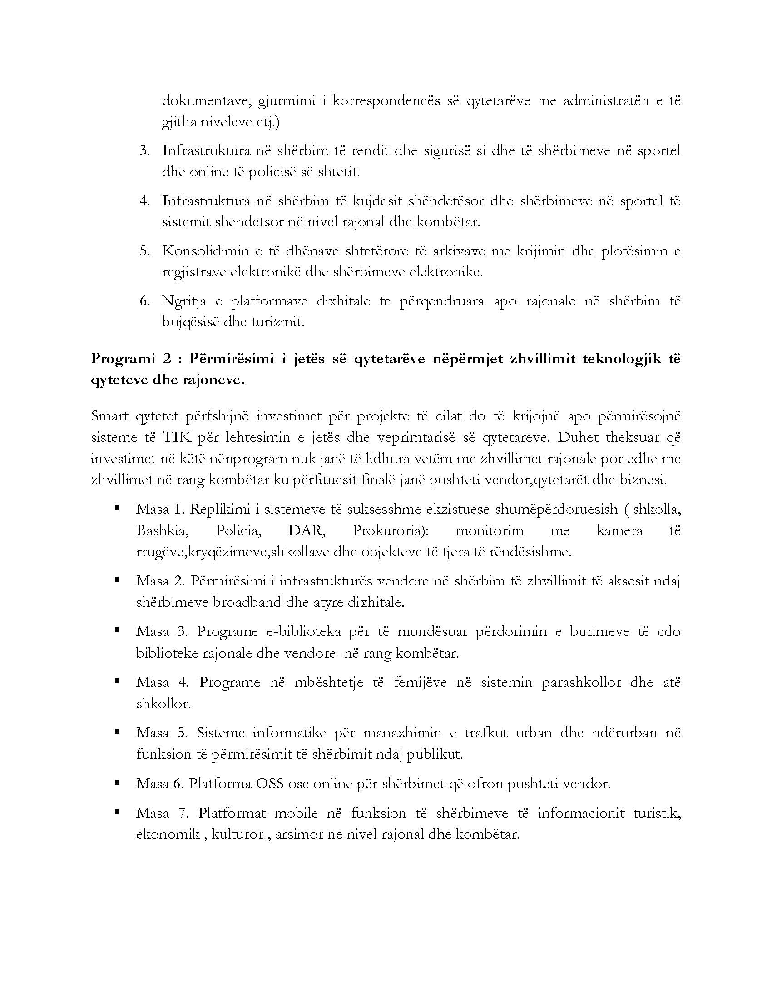 dokumentave, gjurmimi i korrespondencës së qytetarëve me administratën e të
gjitha niveleve etj.)
3. Infrastruktura në shërbim të rendit dhe sigurisë si dhe të shërbimeve në sportel
dhe online të policisë së shtetit.
4. Infrastruktura në shërbim të kujdesit shëndetësor dhe shërbimeve në sportel të
sistemit shendetsor në nivel rajonal dhe kombëtar.
5. Konsolidimin e të dhënave shtetërore të arkivave me krijimin dhe plotësimin e
regjistrave elektronikë dhe shërbimeve elektronike.
6. Ngritja e platformave dixhitale te përqendruara apo rajonale në shërbim të
bujqësisë dhe turizmit.
Programi 2 : Përmirësimi i jetës së qytetarëve nëpërmjet zhvillimit teknologjik të
qyteteve dhe rajoneve.
Smart qytetet përfshijnë investimet për projekte të cilat do të krijojnë apo përmirësojnë
sisteme të TIK për lehtesimin e jetës dhe veprimtarisë së qytetareve. Duhet theksuar që
investimet në këtë nënprogram nuk janë të lidhura vetëm me zhvillimet rajonale por edhe me
zhvillimet në rang kombëtar ku përfituesit finalë janë pushteti vendor,qytetarët dhe biznesi.
▪ Masa 1. Replikimi i sistemeve të suksesshme ekzistuese shumëpërdoruesish ( shkolla,
Bashkia, Policia, DAR, Prokuroria): monitorim me kamera të
rrugëve,kryqëzimeve,shkollave dhe objekteve të tjera të rëndësishme.
▪ Masa 2. Përmirësimi i infrastrukturës vendore në shërbim të zhvillimit të aksesit ndaj
shërbimeve broadband dhe atyre dixhitale.
▪ Masa 3. Programe e-biblioteka për të mundësuar përdorimin e burimeve të cdo
biblioteke rajonale dhe vendore në rang kombëtar.
▪ Masa 4. Programe në mbështetje të femijëve në sistemin parashkollor dhe atë
shkollor.
▪ Masa 5. Sisteme informatike për manaxhimin e trafkut urban dhe ndërurban në
funksion të përmirësimit të shërbimit ndaj publikut.
▪ Masa 6. Platforma OSS ose online për shërbimet që ofron pushteti vendor.
▪ Masa 7. Platformat mobile në funksion të shërbimeve të informacionit turistik,
ekonomik , kulturor , arsimor ne nivel rajonal dhe kombëtar.